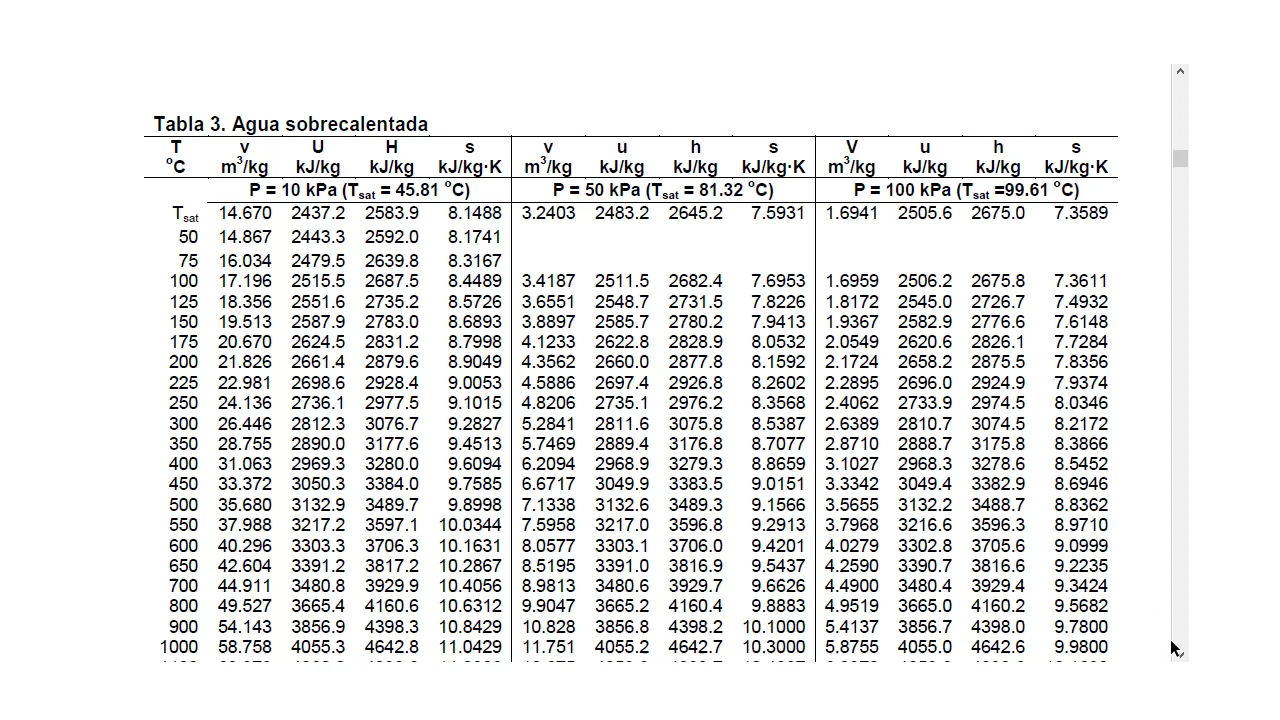 Tabla 3. Agua sobrecalentada
T v U H s v u h s V u h s
°C m³/kg kJ/kg kJ/kg kJ/kg·K m³/kg kJ/kg kJ/kg kJ/kg·K m³/kg kJ/kg kJ/kg kJ/kg·K
P = 10 kPa (Tsat = 45.81 °C) P = 50 kPa (Tsat = 81.32 °C) P = 100 kPa (Tsat =99.61 °C)
Tsat 14.670 2437.2 2583.9 8.1488 3.2403 2483.2 2645.2 7.5931 1.6941 2505.6 2675.0 7.3589
50 14.867 2443.3 2592.0 8.1741
75 16.034 2479.5 2639.8 8.3167
100 17.196 2515.5 2687.5 8.4489 3.4187 2511.5 2682.4 7.6953 1.6959 2506.2 2675.8 7.3611
125 18.356 2551.6 2735.2 8.5726 3.6551 2548.7 2731.5 7.8226 1.8172 2545.0 2726.7 7.4932
150 19.513 2587.9 2783.0 8.6893 3.8897 2585.7 2780.2 7.9413 1.9367 2582.9 2776.6 7.6148
175 20.670 2624.5 2831.2 8.7998 4.1233 2622.8 2828.9 8.0532 2.0549 2620.6 2826.1 7.7284
200 21.826 2661.4 2879.6 8.9049 4.3562 2660.0 2877.8 8.1592 2.1724 2658.2 2875.5 7.8356
225 22.981 2698.6 2928.4 9.0053 4.5886 2697.4 2926.8 8.2602 2.2895 2696.0 2924.9 7.9374
250 24.136 2736.1 2977.5 9.1015 4.8206 2735.1 2976.2 8.3568 2.4062 2733.9 2974.5 8.0346
300 26.446 2812.3 3076.7 9.2827 5.2841 2811.6 3075.8 8.5387 2.6389 2810.7 3074.5 8.2172
350 28.755 2890.0 3177.6 9.4513 5.7469 2889.4 3176.8 8.7077 2.8710 2888.7 3175.8 8.3866
400 31.063 2969.3 3280.0 9.6094 6.2094 2968.9 3279.3 8.8659 3.1027 2968.3 3278.6 8.5452
450 33.372 3050.3 3384.0 9.7585 6.6717 3049.9 3383.5 9.0151 3.3342 3049.4 3382.9 8.6946
500 35.680 3132.9 3489.7 9.8998 7.1338 3132.6 3489.3 9.1566 3.5655 3132.2 3488.7 8.8362
550 37.988 3217.2 3597.1 10.0344 7.5958 3217.0 3596.8 9.2913 3.7968 3216.6 3596.3 8.9710
600 40.296 3303.3 3706.3 10.1631 8.0577 3303.1 3706.0 9.4201 4.0279 3302.8 3705.6 9.0999
650 42.604 3391.2 3817.2 10.2867 8.5195 3391.0 3816.9 9.5437 4.2590 3390.7 3816.6 9.2235
700 44.911 3480.8 3929.9 10.4056 8.9813 3480.6 3929.7 9.6626 4.4900 3480.4 3929.4 9.3424
800 49.527 3665.4 4160.6 10.6312 9.9047 3665.2 4160.4 9.8883 4.9519 3665.0 4160.2 9.5682
900 54.143 3856.9 4398.3 10.8429 10.828 3856.8 4398.2 10.1000 5.4137 3856.7 4398.0 9.7800
1000 58.758 4055.3 4642.8 11.0429 11.751 4055.2 4642.7 10.3000 5.8755 4055.0 4642.6 9.9800